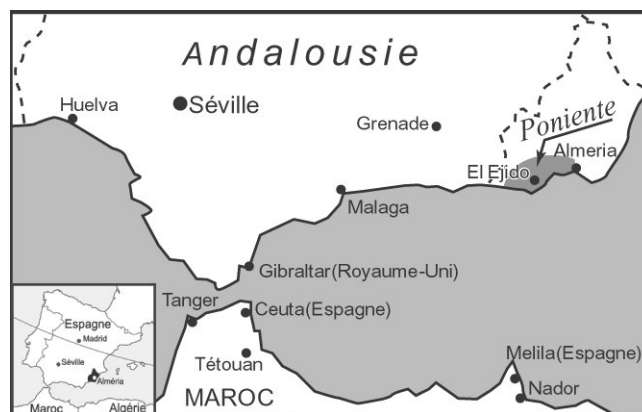 Andalousie
Huelva
Séville
Grenade
Poniente
Almeria
El Ejido
Malaga
Gibraltar(Royaume-Uni)
Tanger
Ceuta(Espagne)
Tétouan
MAROC
Melila(Espagne)
Nador
Espagne
Madrid
Séville
Alméria
Maroc
Algérie